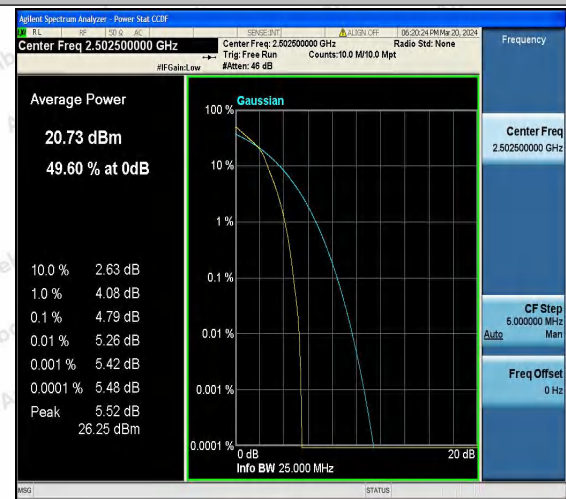 Agilent Spectrum Analyzer - Power Stat CCDF
RL RF 50 Ω AC SENSE:INT ALIGN OFF 06:20:24 PM Mar 20, 2024
Center Freq 2.502500000 GHz
Center Freq: 2.502500000 GHz Radio Std: None
Trig: Free Run Counts:10.0 M/10.0 Mpt
#IFGain:Low #Atten: 46 dB
Frequency
Average Power
20.73 dBm
49.60 % at 0dB
10.0 % 2.63 dB
1.0 % 4.08 dB
0.1 % 4.79 dB
0.01 % 5.26 dB
0.001 % 5.42 dB
0.0001 % 5.48 dB
Peak 5.52 dB
26.25 dBm
Gaussian
100 %
10 %
1 %
0.1 %
0.01 %
0.001 %
0.0001 %
0 dB 20 dB
Info BW 25.000 MHz
Center Freq
2.502500000 GHz
CF Step
5.000000 MHz
Auto Man
Freq Offset
0 Hz
MSG STATUS